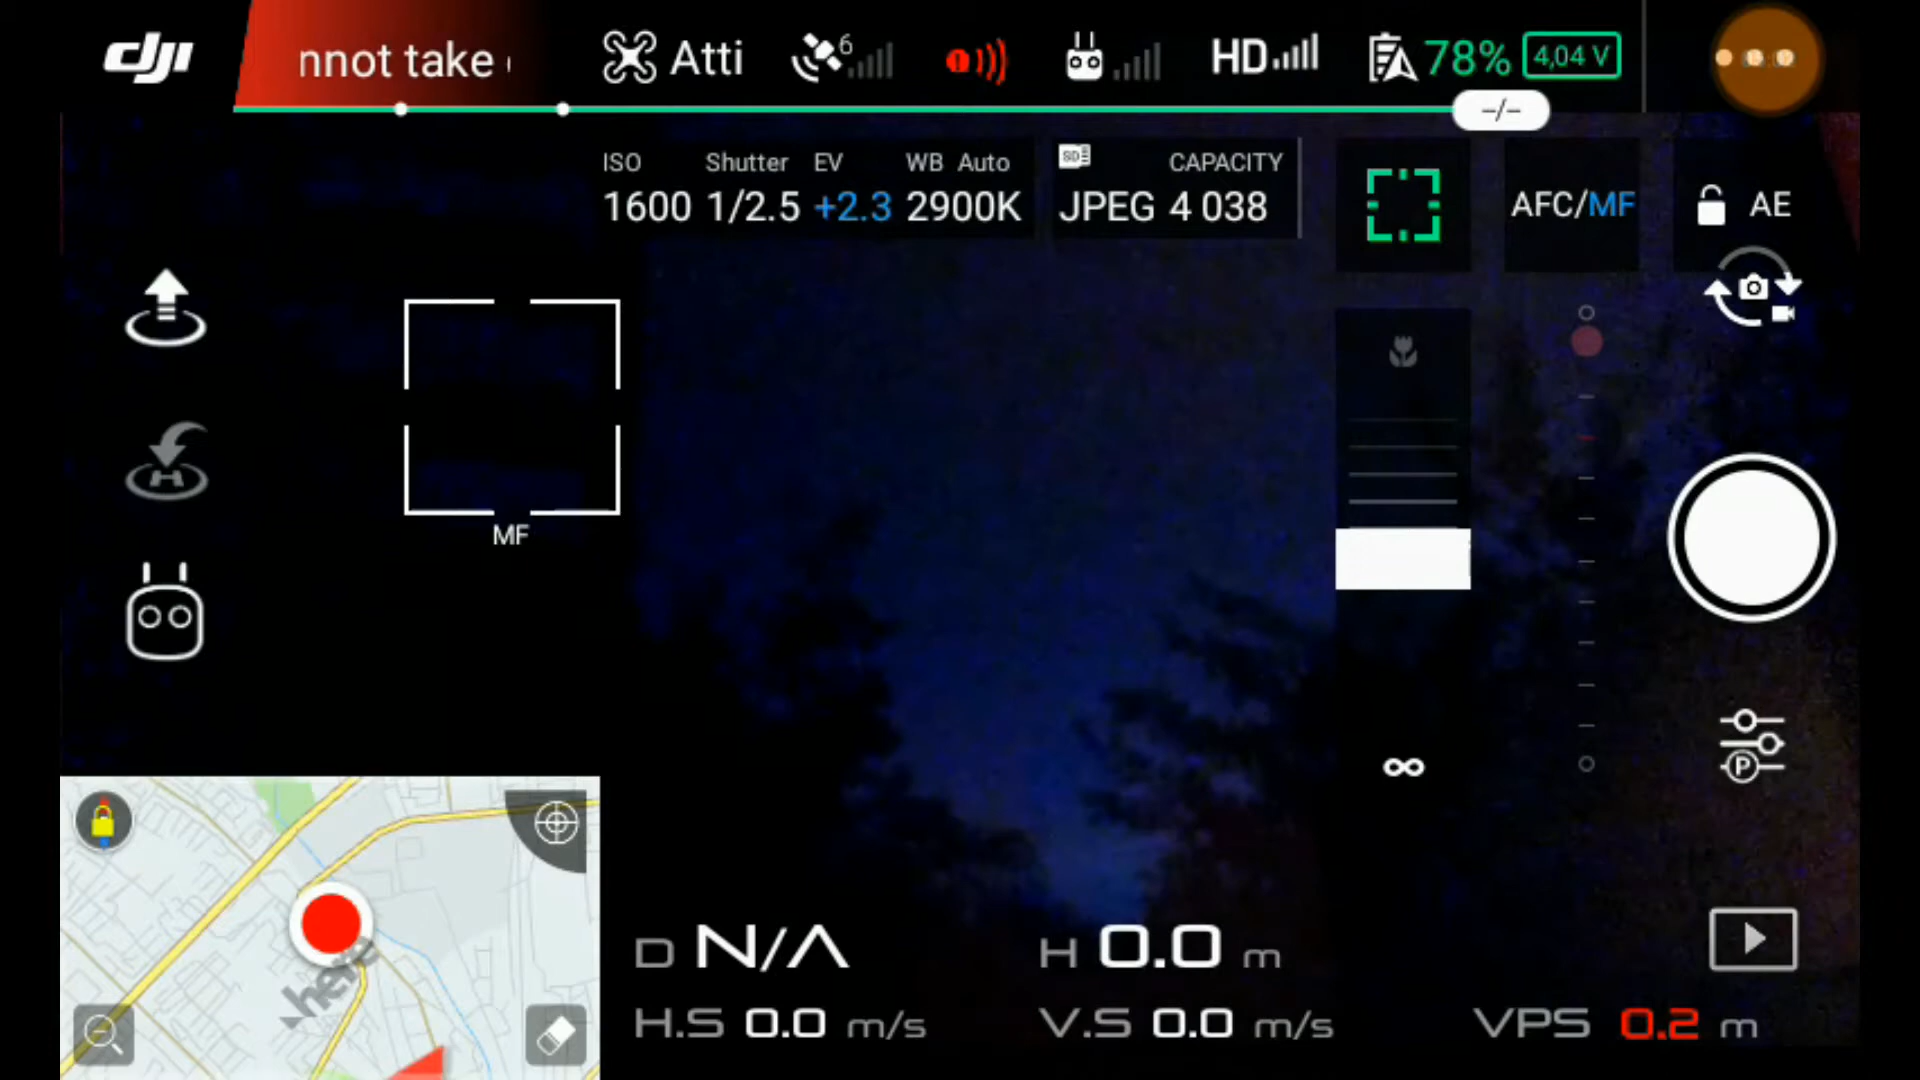 dji nnot take Atti 6 HD 78% 4,04 V
-/-
ISO Shutter EV WB Auto SD CAPACITY
1600 1/2.5 +2.3 2900K JPEG 4 038 AFC/MF AE
MF
P
D N/A H 0.0 m
H.S 0.0 m/s V.S 0.0 m/s VPS 0.2 m
here